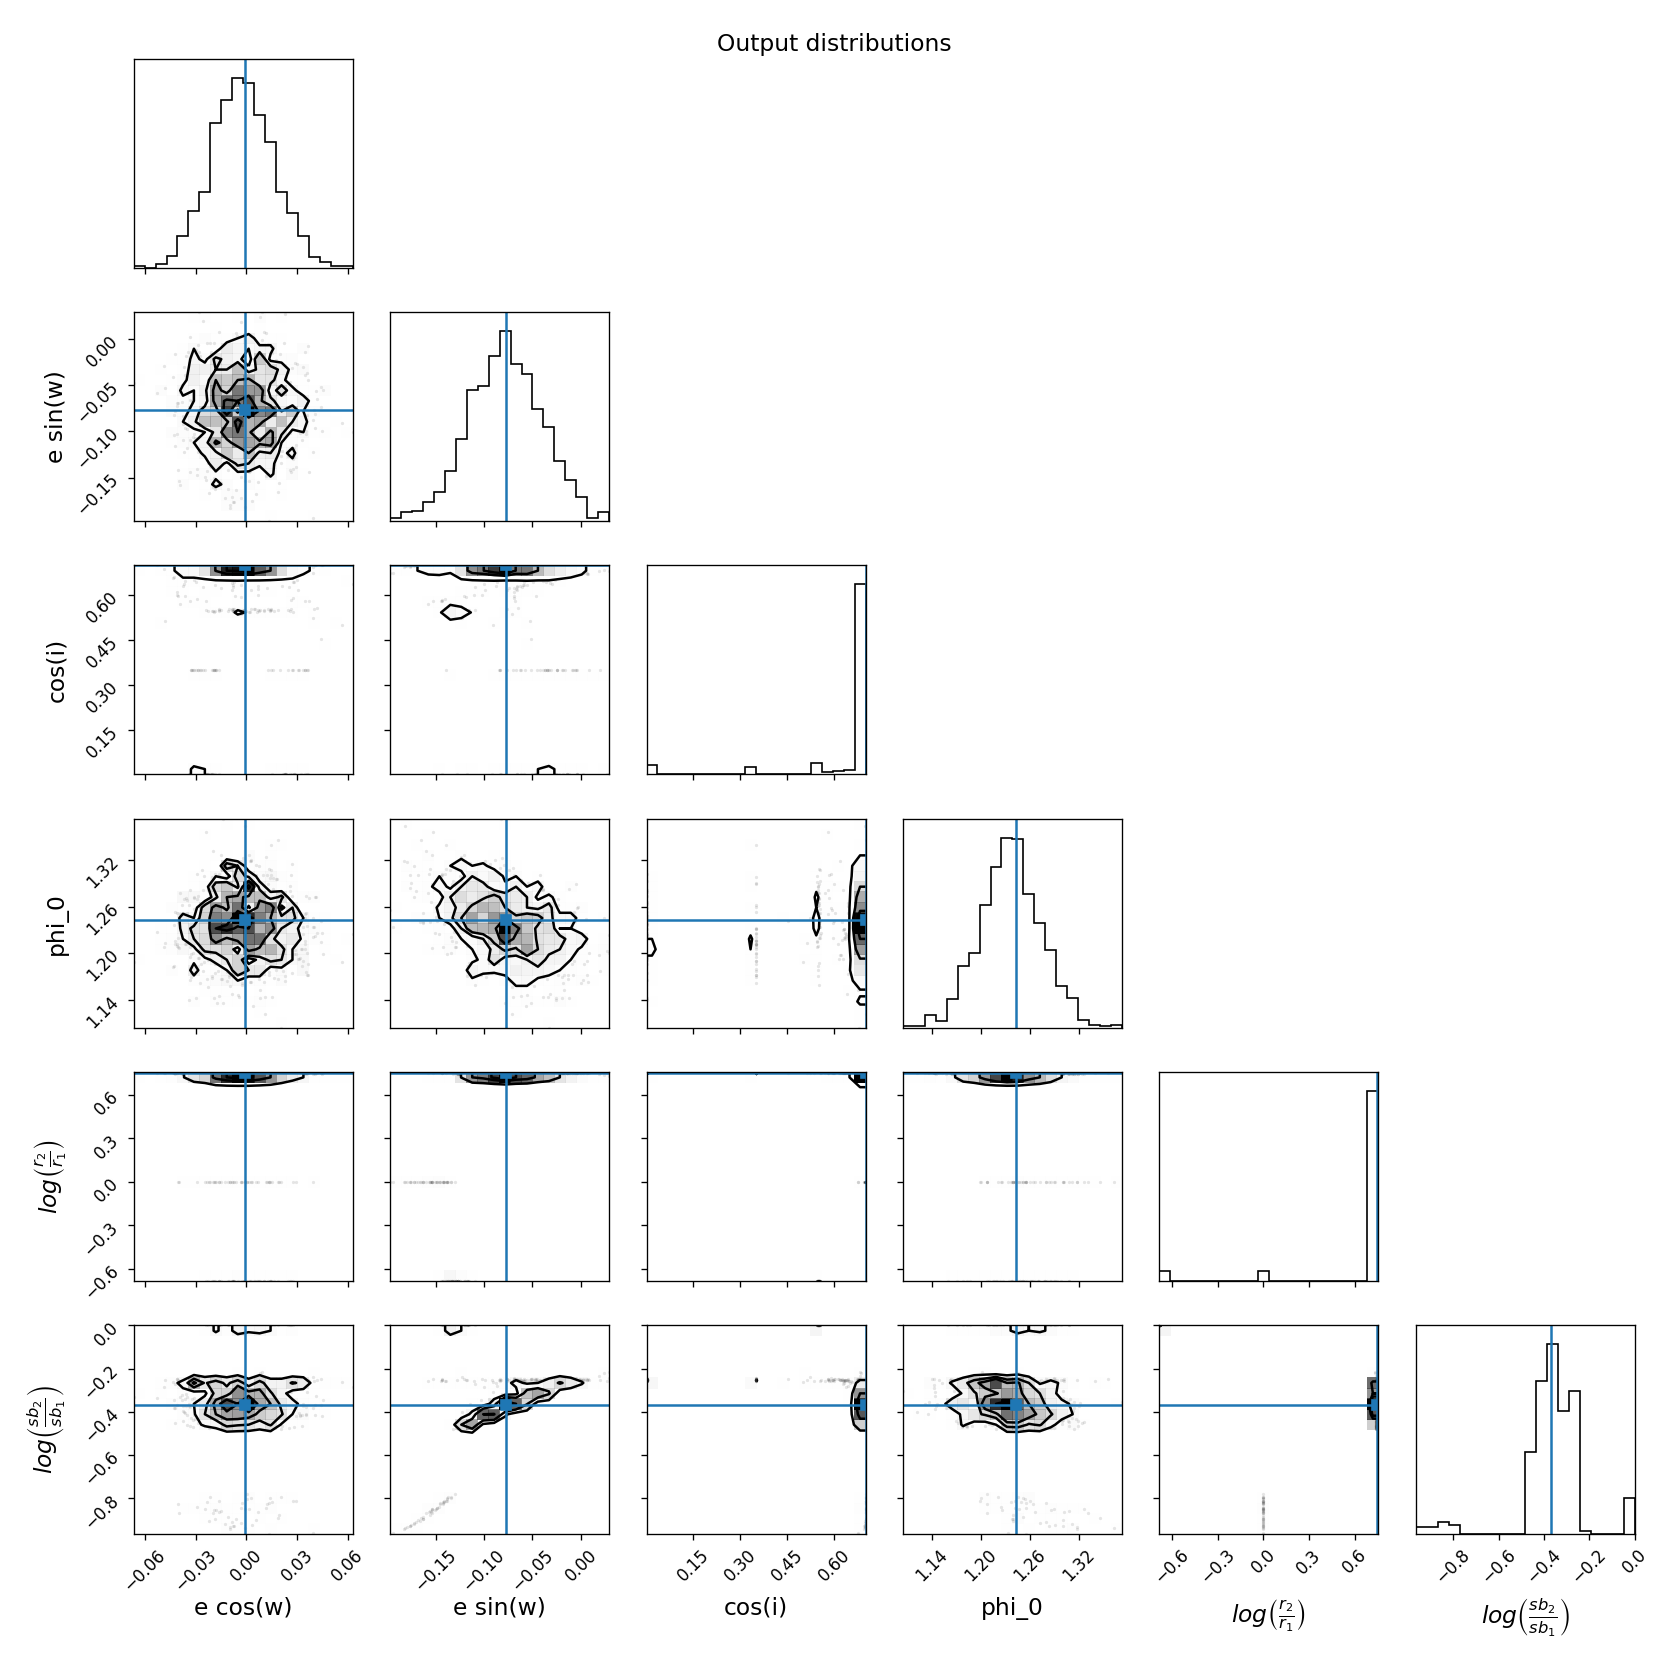 Output distributions
0.00
−0.05
−0.10
−0.15
e sin(w)
0.60
0.45
0.30
0.15
cos(i)
1.32
1.26
1.20
1.14
phi_0
0.6
0.3
0.0
−0.3
−0.6
log(r₂/r₁)
0.0
−0.2
−0.4
−0.6
−0.8
log(sb₂/sb₁)
−0.06 −0.03 0.00 0.03 0.06 −0.15 −0.10 −0.05 0.00 0.15 0.30 0.45 0.60 1.14 1.20 1.26 1.32 −0.6 −0.3 0.0 0.3 0.6 −0.8 −0.6 −0.4 −0.2 0.0
e cos(w) e sin(w) cos(i) phi_0 log(r₂/r₁) log(sb₂/sb₁)